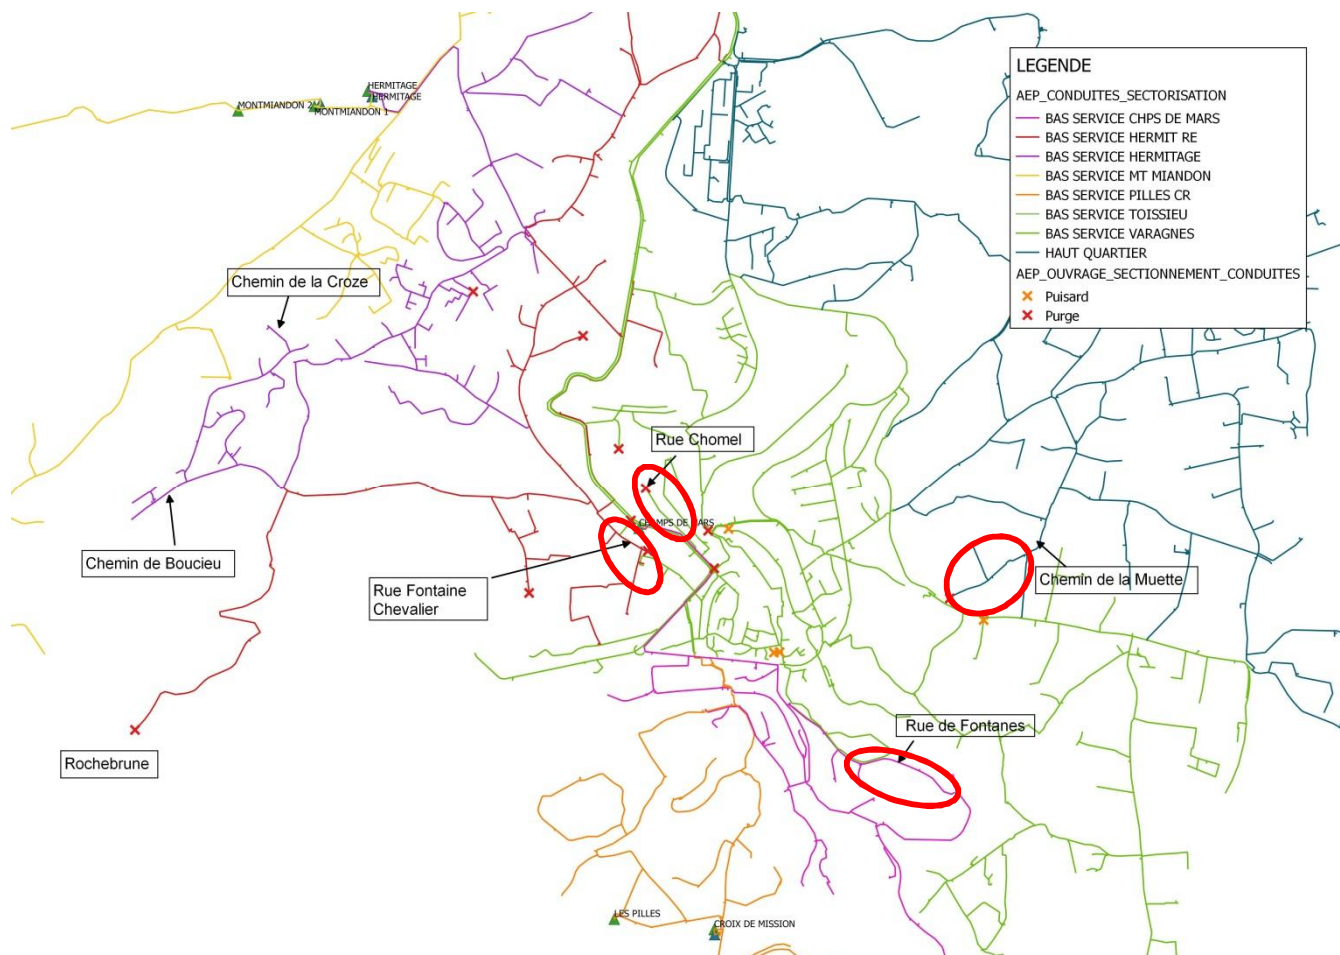 HERMITAGE
HERMITAGE
MONTMIANDON 2
MONTMIANDON 1
LEGENDE
AEP_CONDUITES_SECTORISATION
BAS SERVICE CHPS DE MARS
BAS SERVICE HERMIT RE
BAS SERVICE HERMITAGE
BAS SERVICE MT MIANDON
BAS SERVICE PILLES CR
BAS SERVICE TOISSIEU
BAS SERVICE VARAGNES
HAUT QUARTIER
AEP_OUVRAGE_SECTIONNEMENT_CONDUITES
Puisard
Purge
Chemin de la Croze
Rue Chomel
CHAMPS DE MARS
Chemin de Boucieu
Rue Fontaine
Chevalier
Chemin de la Muette
Rue de Fontanes
Rochebrune
LES PILLES
CROIX DE MISSION